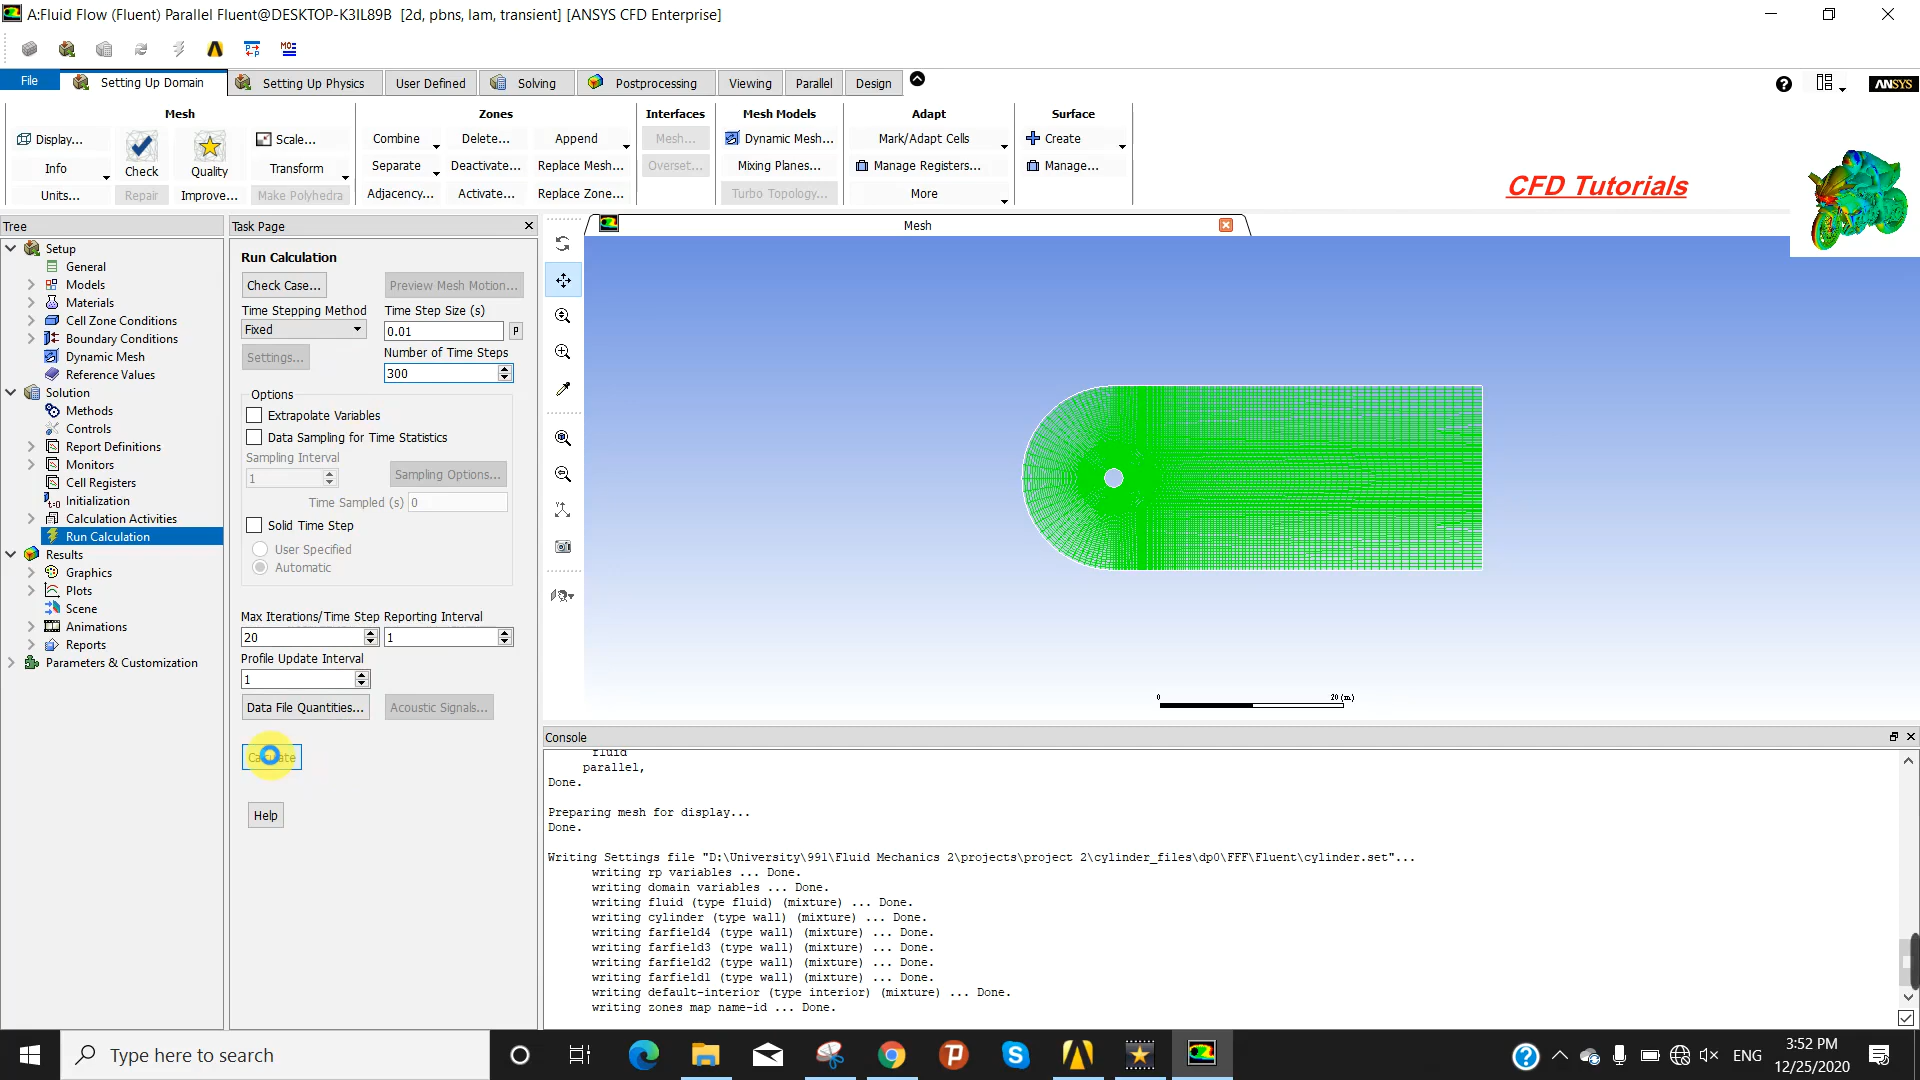 A:Fluid Flow (Fluent) Parallel Fluent@DESKTOP-K3IL89B [2d, pbns, lam, transient] [ANSYS CFD Enterprise]
File
Setting Up Domain
Setting Up Physics
User Defined
Solving
Postprocessing
Viewing
Parallel
Design
ANSYS
Mesh
Display...
Info
Units...
Check
Repair
Quality
Improve...
Scale...
Transform
Make Polyhedra
Zones
Combine
Delete...
Append
Separate
Deactivate...
Replace Mesh...
Adjacency...
Activate...
Replace Zone...
Interfaces
Mesh...
Overset...
Mesh Models
Dynamic Mesh...
Mixing Planes...
Turbo Topology...
Adapt
Mark/Adapt Cells
Manage Registers...
More
Surface
Create
Manage...
CFD Tutorials
Tree
Setup
General
Models
Materials
Cell Zone Conditions
Boundary Conditions
Dynamic Mesh
Reference Values
Solution
Methods
Controls
Report Definitions
Monitors
Cell Registers
Initialization
Calculation Activities
Run Calculation
Results
Graphics
Plots
Scene
Animations
Reports
Parameters & Customization
Task Page
Run Calculation
Check Case...
Preview Mesh Motion...
Time Stepping Method
Time Step Size (s)
Fixed
0.01
P
Settings...
Number of Time Steps
300
Options
Extrapolate Variables
Data Sampling for Time Statistics
Sampling Interval
1
Sampling Options...
Time Sampled (s)
0
Solid Time Step
User Specified
Automatic
Max Iterations/Time Step
Reporting Interval
20
1
Profile Update Interval
1
Data File Quantities...
Acoustic Signals...
Calculate
Help
Mesh
0
20 (m)
Console
fluid
parallel,
Done.
Preparing mesh for display...
Done.
Writing Settings file "D:\University\991\Fluid Mechanics 2\projects\project 2\cylinder_files\dp0\FFF\Fluent\cylinder.set"...
writing rp variables ... Done.
writing domain variables ... Done.
writing fluid (type fluid) (mixture) ... Done.
writing cylinder (type wall) (mixture) ... Done.
writing farfield4 (type wall) (mixture) ... Done.
writing farfield3 (type wall) (mixture) ... Done.
writing farfield2 (type wall) (mixture) ... Done.
writing farfield1 (type wall) (mixture) ... Done.
writing default-interior (type interior) (mixture) ... Done.
writing zones map name-id ... Done.
Type here to search
ENG
3:52 PM
12/25/2020